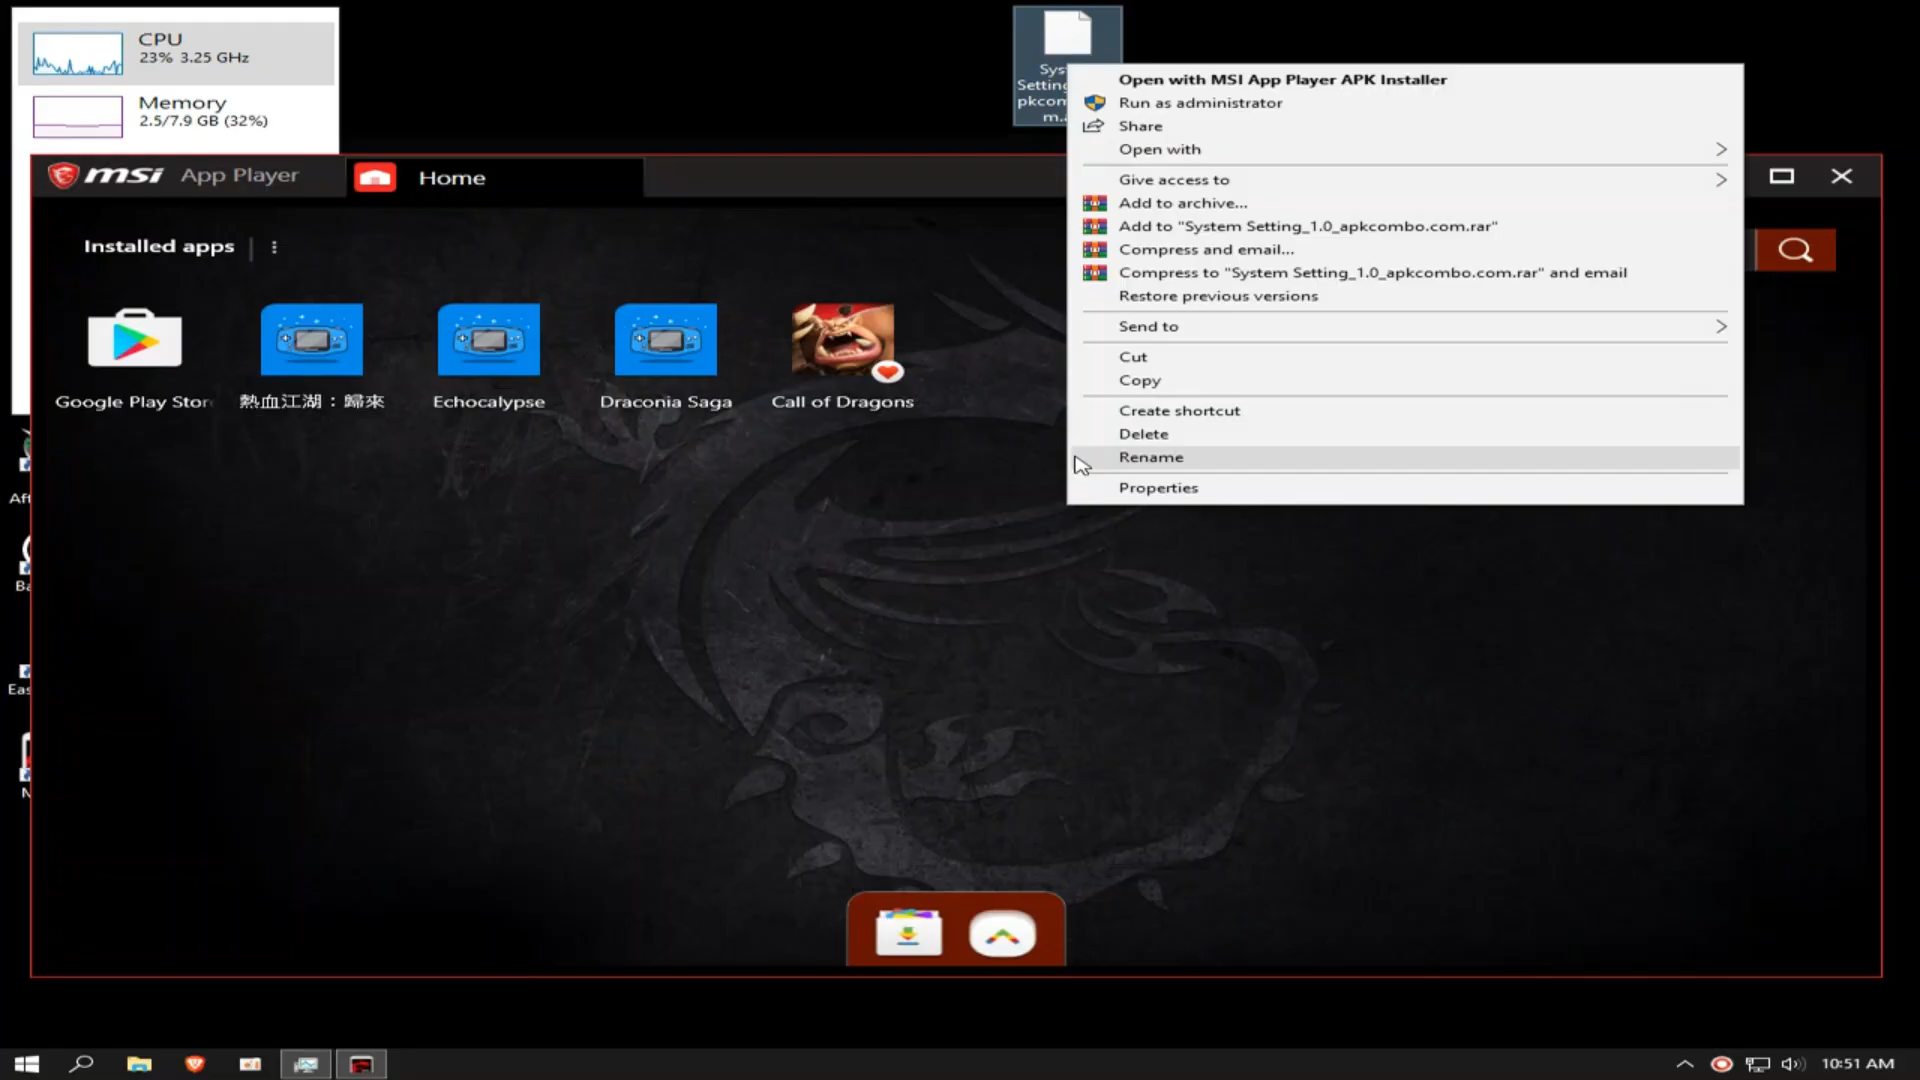 CPU
23% 3.25 GHz
Memory
2.5/7.9 GB (32%)
Sys
Setting
pkcom
m.a
Open with MSI App Player APK Installer
Run as administrator
Share
Open with
Give access to
Add to archive...
Add to "System Setting_1.0_apkcombo.com.rar"
Compress and email...
Compress to "System Setting_1.0_apkcombo.com.rar" and email
Restore previous versions
Send to
Cut
Copy
Create shortcut
Delete
Rename
Properties
msi App Player
Home
Installed apps
Google Play Stor
熱血江湖：歸來
Echocalypse
Draconia Saga
Call of Dragons
Aft
Ba
Eas
10:51 AM